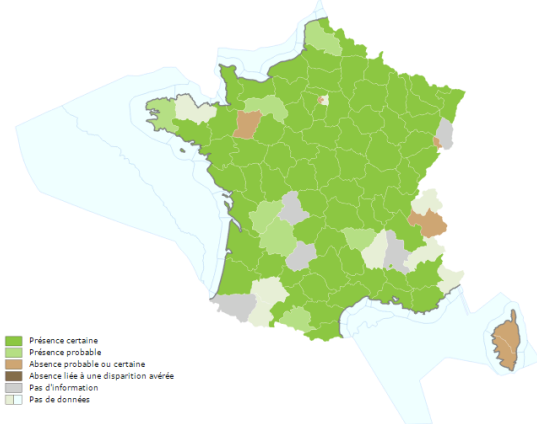 Présence certaine
Présence probable
Absence probable ou certaine
Absence liée à une disparition avérée
Pas d'information
Pas de données